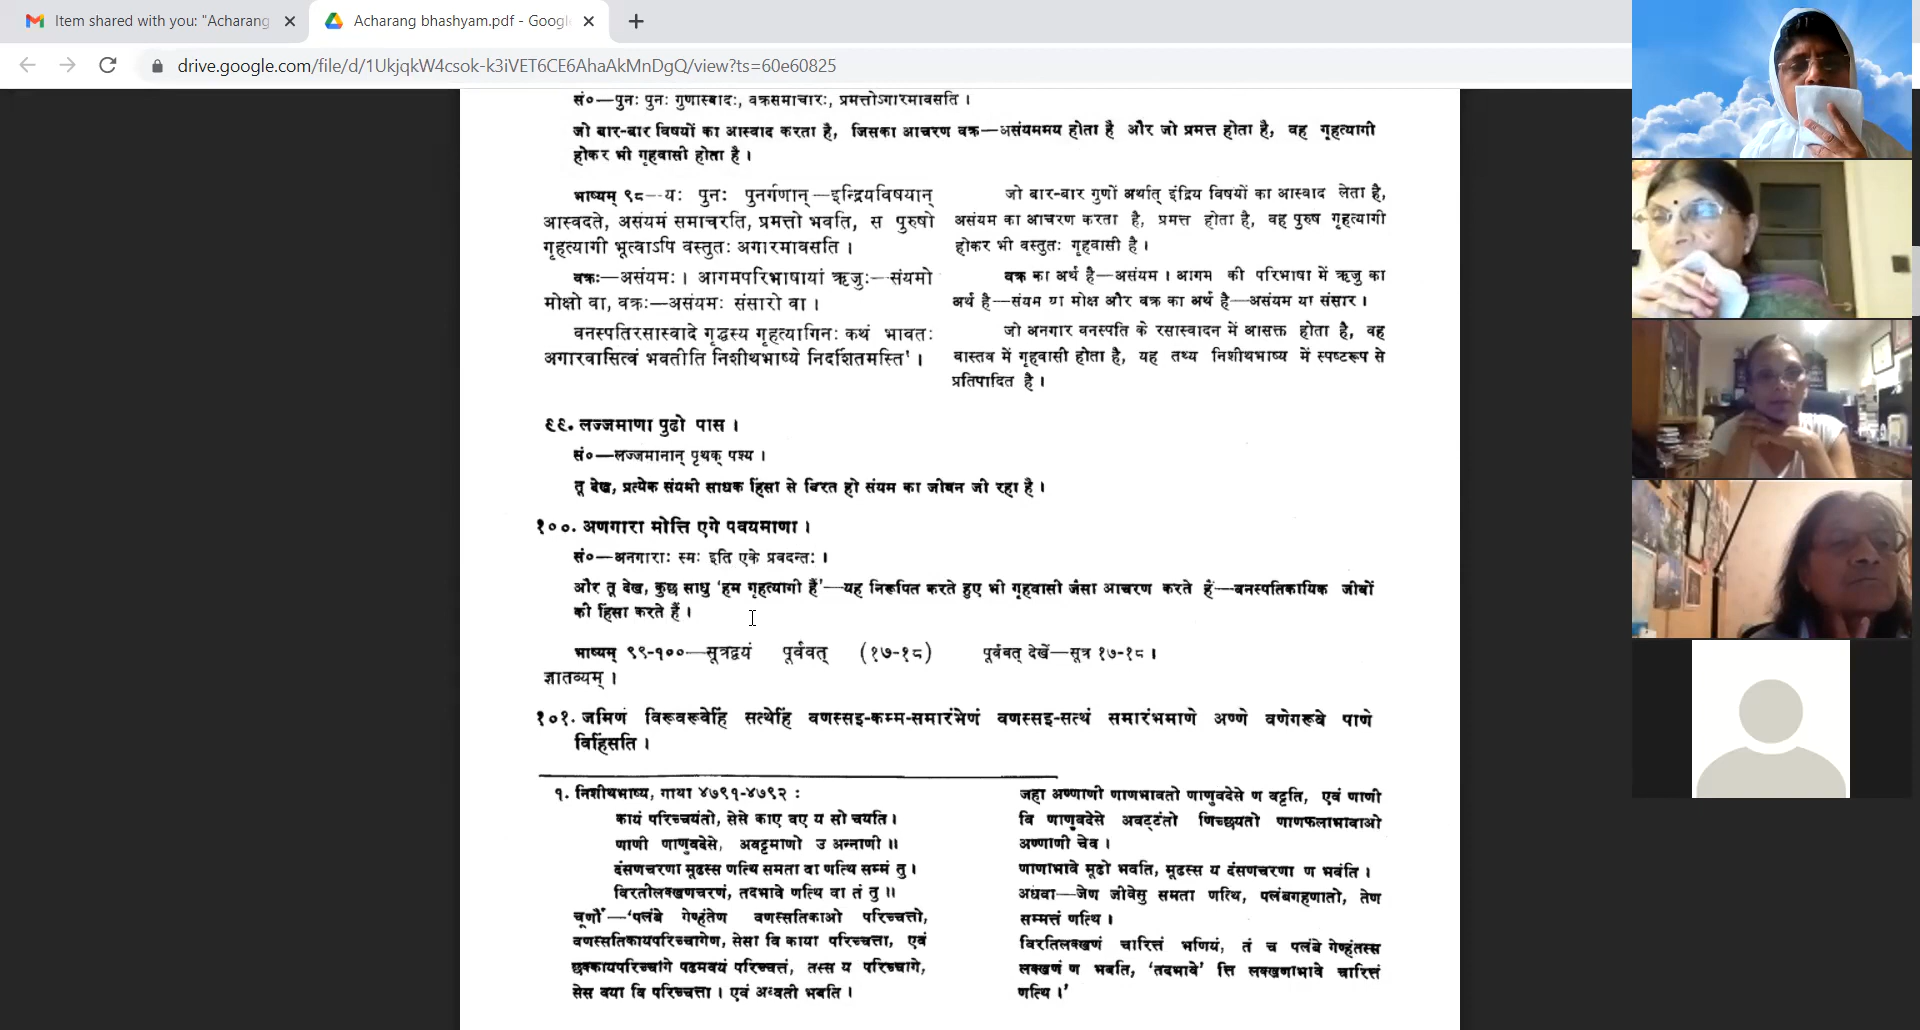 Item shared with you: "Acharang
Acharang bhashyam.pdf - Google
drive.google.com/file/d/1UkjqkW4csok-k3iVET6CE6AhaAkMnDgQ/view?ts=60e60825
सं०—पुनः पुनः गुणास्वादः, वक्रसमाचारः, प्रमत्तोऽगारमावसति ।
जो बार-बार विषयों का आस्वाद करता है, जिसका आचरण वक्र—असंयममय होता है और जो प्रमत्त होता है, वह गृहत्यागी
होकर भी गृहवासी होता है ।
भाष्यम् ९८—यः पुनः पुनर्गुणान्—इन्द्रियविषयान्
आस्वदते, असंयमं समाचरति, प्रमत्तो भवति, स पुरुषो
गृहत्यागी भूत्वाऽपि वस्तुतः अगारमावसति ।
वक्रः—असंयमः । आगमपरिभाषायां ऋजुः—संयमो
मोक्षो वा, वक्रः—असंयमः संसारो वा ।
वनस्पतिरसास्वादे गृद्धस्य गृहत्यागिनः कथं भावतः
अगारवासित्वं भवतीति निशीथभाष्ये निदर्शितमस्ति¹ ।
जो बार-बार गुणों अर्थात् इंद्रिय विषयों का आस्वाद लेता है,
असंयम का आचरण करता है, प्रमत्त होता है, वह पुरुष गृहत्यागी
होकर भी वस्तुतः गृहवासी है ।
वक्र का अर्थ है—असंयम । आगम की परिभाषा में ऋजु का
अर्थ है—संयम या मोक्ष और वक्र का अर्थ है—असंयम या संसार ।
जो अनगार वनस्पति के रसास्वादन में आसक्त होता है, वह
वास्तव में गृहवासी होता है, यह तथ्य निशीथभाष्य में स्पष्टरूप से
प्रतिपादित है ।
९९. लज्जमाणा पुढो पास ।
सं०—लज्जमानान् पृथक् पश्य ।
तू देख, प्रत्येक संयमी साधक हिंसा से विरत हो संयम का जीवन जी रहा है ।
१००. अणगारा मोत्ति एगे पवयमाणा ।
सं०—अनगाराः स्मः इति एके प्रवदन्तः ।
और तू देख, कुछ साधु 'हम गृहत्यागी हैं'—यह निरूपित करते हुए भी गृहवासी जैसा आचरण करते हैं—वनस्पतिकायिक जीवों
की हिंसा करते हैं ।
भाष्यम् ९९-१००—सूत्रद्वयं पूर्ववत् (१७-१८)
ज्ञातव्यम् ।
पूर्ववत् देखें—सूत्र १७-१८ ।
१०१. जमिणं विरूवरूवेहिं सत्थेहिं वणस्सइ-कम्म-समारंभेणं वणस्सइ-सत्थं समारंभमाणे अण्णे वणेगरूवे पाणे
विहिंसति ।
१. निशीथभाष्य, गाथा ४७९१-४७९२ :
कायं परिच्चयंतो, सेसे काए वए य सो चयति ।
णाणी णाणुवदेसे, अवट्टमाणो उ अन्नाणी ॥
दंसणचरणा मूढस्स णत्थि समता वा णत्थि सम्मं तु ।
विरतीलक्खणचरणं, तदभावे णत्थि वा तं तु ॥
चूर्णौ—'पलंबे गेण्हंतेण वणस्सतिकाओ परिच्चत्तो,
वणस्सतिकायपरिच्चागेण, सेसा वि काया परिच्चत्ता, एवं
छक्कायपरिच्चागे पढमवयं परिच्चत्तं, तस्स य परिच्चागे,
सेस वया वि परिच्चत्ता । एवं अव्वती भवति ।
जहा अण्णाणी णाणभावतो णाणुवदेसे ण वट्टति, एवं णाणी
वि णाणुवदेसे अवट्टंतो णिच्छयतो णाणफलाभावाओ
अण्णाणी चेव ।
णाणाभावे मूढो भवति, मूढस्स य दंसणचरणा ण भवंति ।
अधवा—जेण जीवेसु समता णत्थि, पलंबगहणातो, तेण
सम्मत्तं णत्थि ।
विरतिलक्खणं चारित्तं भणियं, तं च पलंबे गेण्हंतस्स
लक्खणं ण भवति, 'तदभावे' त्ति लक्खणाभावे चारित्तं
णत्थि ।'